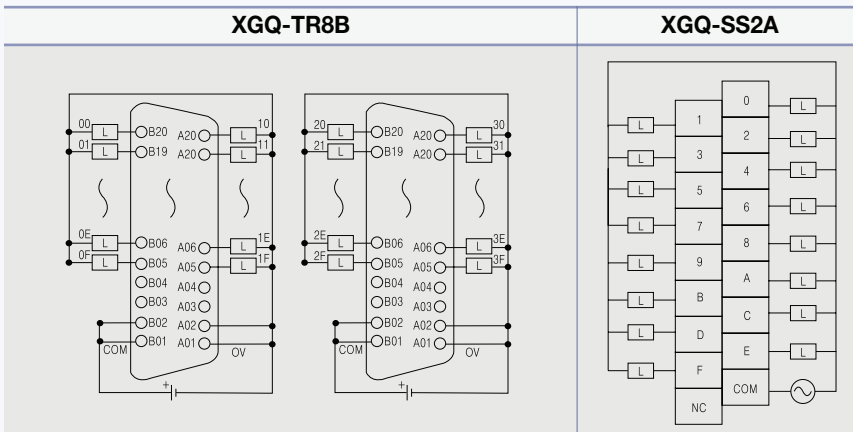 XGQ-TR8B
XGQ-SS2A
00 L B20 A20 L 10
01 L B19 A20 L 11
0E L B06 A06 L 1E
0F L B05 A05 L 1F
B04 A04
B03 A03
B02 A02
COM B01 A01 0V
+
20 L B20 A20 L 30
21 L B19 A20 L 31
2E L B06 A06 L 3E
2F L B05 A05 L 3F
B04 A04
B03 A03
B02 A02
COM B01 A01 0V
+
0 L
L 1
2 L
L 3
4 L
L 5
6 L
L 7
8 L
L 9
A L
L B
C L
L D
E L
L F
COM
NC